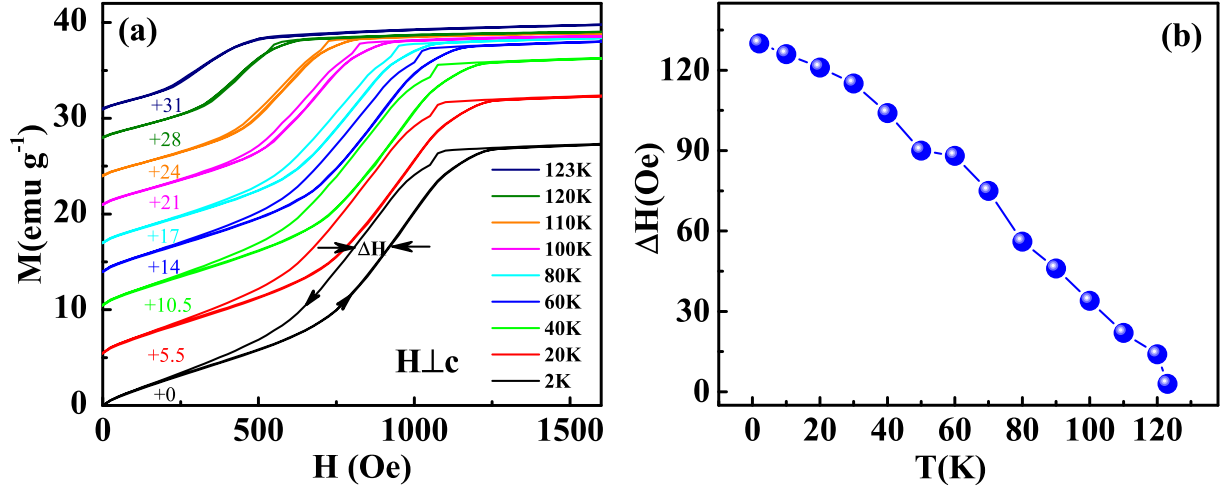 (a)
M(emu g⁻¹)
40
30
20
10
0
+31
+28
+24
+21
+17
+14
+10.5
+5.5
+0
ΔH
H⊥c
123K
120K
110K
100K
80K
60K
40K
20K
2K
0 500 1000 1500
H (Oe)
(b)
ΔH(Oe)
120
90
60
30
0
0 20 40 60 80 100 120
T(K)